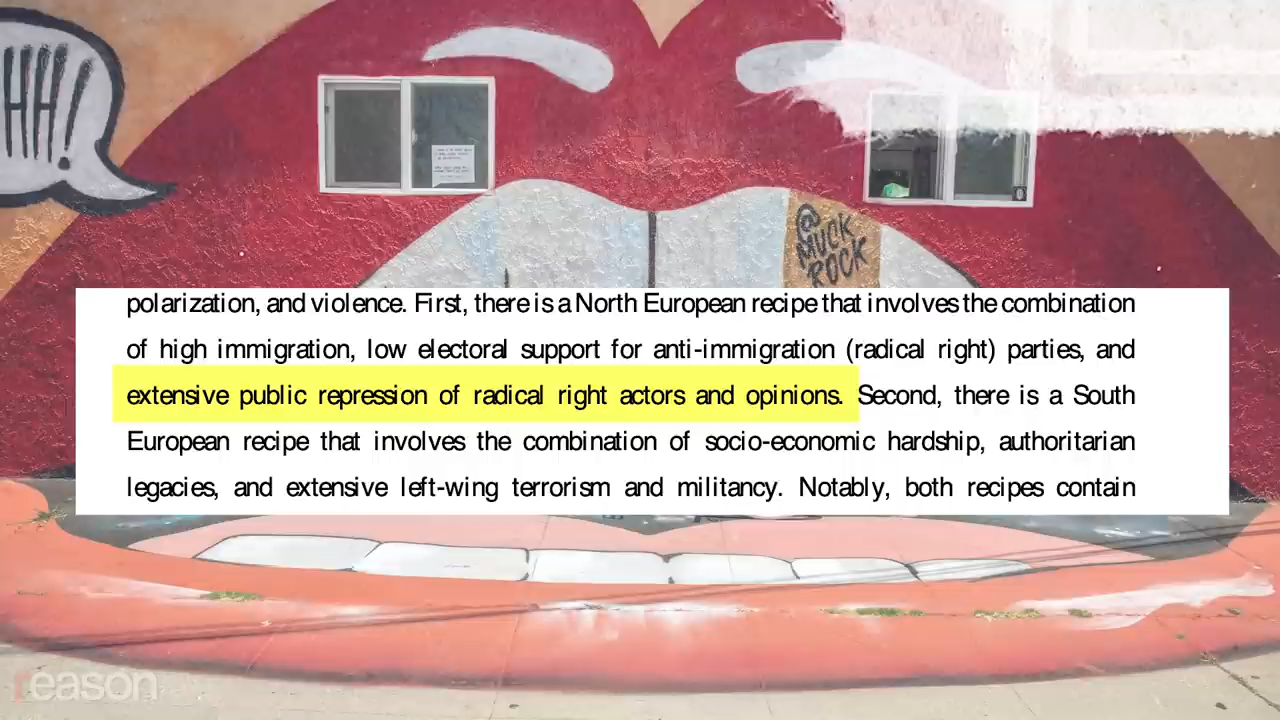 HH!
@
MUCK
ROCK
polarization, and violence. First, there is a North European recipe that involves the combination
of high immigration, low electoral support for anti-immigration (radical right) parties, and
extensive public repression of radical right actors and opinions. Second, there is a South
European recipe that involves the combination of socio-economic hardship, authoritarian
legacies, and extensive left-wing terrorism and militancy. Notably, both recipes contain
reason